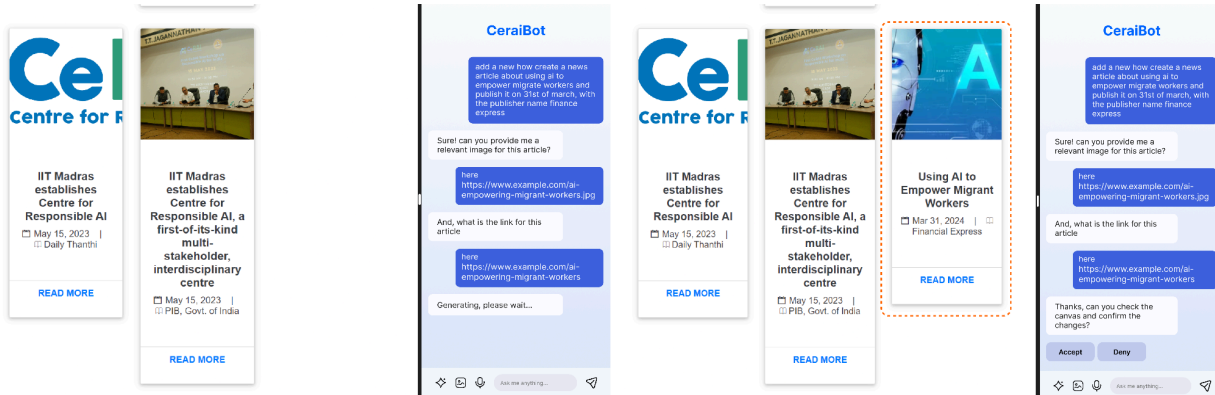 Ce
Centre for R
IIT Madras
establishes
Centre for
Responsible AI
May 15, 2023 |
Daily Thanthi
READ MORE
T.T. JAGANNATHAN
IIT Madras
establishes
Centre for
Responsible AI, a
first-of-its-kind
multi-
stakeholder,
interdisciplinary
centre
May 15, 2023 |
PIB, Govt. of India
READ MORE
CeraiBot
add a new how create a news
article about using ai to
empower migrate workers and
publish it on 31st of march, with
the publisher name finance
express
Sure! can you provide me a
relevant image for this article?
here
https://www.example.com/ai-
empowering-migrant-workers.jpg
And, what is the link for this
article
here
https://www.example.com/ai-
empowering-migrant-workers
Generating, please wait...
Ask me anything...
Ce
Centre for R
IIT Madras
establishes
Centre for
Responsible AI
May 15, 2023 |
Daily Thanthi
READ MORE
T.T. JAGANNATHAN
IIT Madras
establishes
Centre for
Responsible AI, a
first-of-its-kind
multi-
stakeholder,
interdisciplinary
centre
May 15, 2023 |
PIB, Govt. of India
READ MORE
A
Using AI to
Empower Migrant
Workers
Mar 31, 2024 |
Financial Express
READ MORE
CeraiBot
add a new how create a news
article about using ai to
empower migrate workers and
publish it on 31st of march, with
the publisher name finance
express
Sure! can you provide me a
relevant image for this article?
here
https://www.example.com/ai-
empowering-migrant-workers.jpg
And, what is the link for this
article
here
https://www.example.com/ai-
empowering-migrant-workers
Thanks, can you check the
canvas and confirm the
changes?
Accept Deny
Ask me anything...